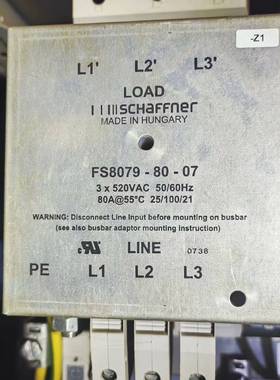 -Z1
L1' L2' L3'
LOAD
SCHAFFNER
MADE IN HUNGARY
FS8079 - 80 - 07
3 x 520VAC 50/60Hz
80A@55°C 25/100/21
WARNING: Disconnect Line Input before mounting on busbar
(see also busbar adaptor mounting instruction)
LINE 0738
PE L1 L2 L3